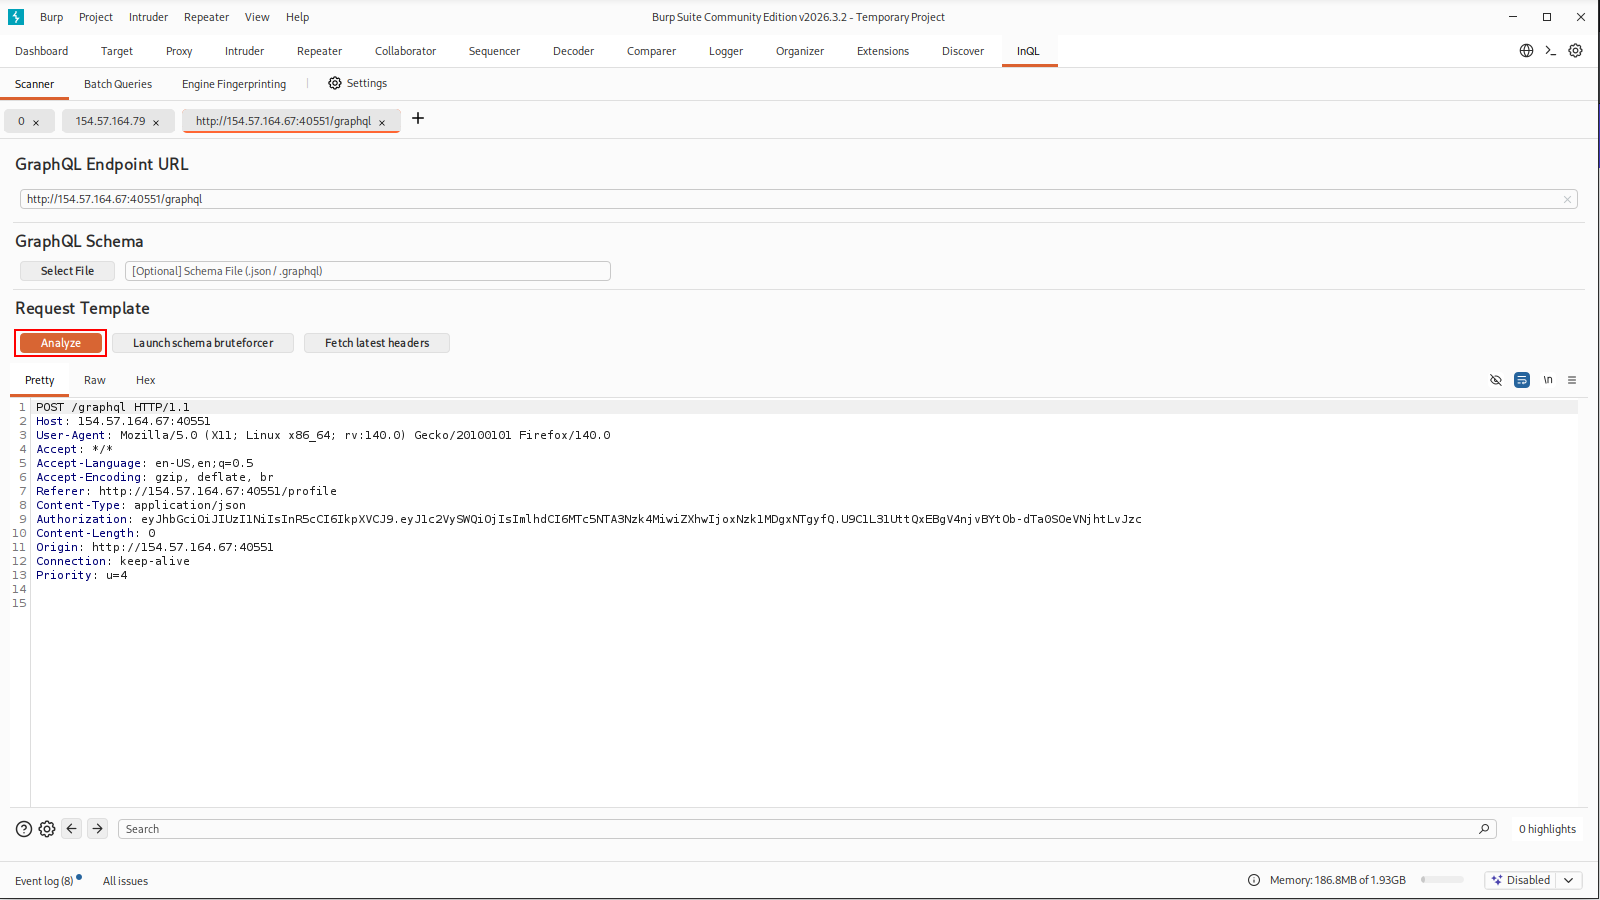 Burp Project Intruder Repeater View Help Burp Suite Community Edition v2026.3.2 - Temporary Project
Dashboard Target Proxy Intruder Repeater Collaborator Sequencer Decoder Comparer Logger Organizer Extensions Discover InQL
Scanner Batch Queries Engine Fingerprinting Settings
0 × 154.57.164.79 × http://154.57.164.67:40551/graphql × +
GraphQL Endpoint URL
http://154.57.164.67:40551/graphql
GraphQL Schema
Select File [Optional] Schema File (.json / .graphql)
Request Template
Analyze Launch schema bruteforcer Fetch latest headers
Pretty Raw Hex \n
1 POST /graphql HTTP/1.1
2 Host: 154.57.164.67:40551
3 User-Agent: Mozilla/5.0 (X11; Linux x86_64; rv:140.0) Gecko/20100101 Firefox/140.0
4 Accept: */*
5 Accept-Language: en-US,en;q=0.5
6 Accept-Encoding: gzip, deflate, br
7 Referer: http://154.57.164.67:40551/profile
8 Content-Type: application/json
9 Authorization: eyJhbGciOiJIUzI1NiIsInR5cCI6IkpXVCJ9.eyJ1c2VySWQiOjIsImlhdCI6MTc5NTA3Nzk4MiwiZXhwIjoxNzk1MDgxNTgyfQ.U9C1L31UttQxEBgV4njvBYtOb-dTa0SOeVNjhtLvJzc
10 Content-Length: 0
11 Origin: http://154.57.164.67:40551
12 Connection: keep-alive
13 Priority: u=4
14
15
Search 0 highlights
Event log (8) All issues Memory: 186.8MB of 1.93GB Disabled